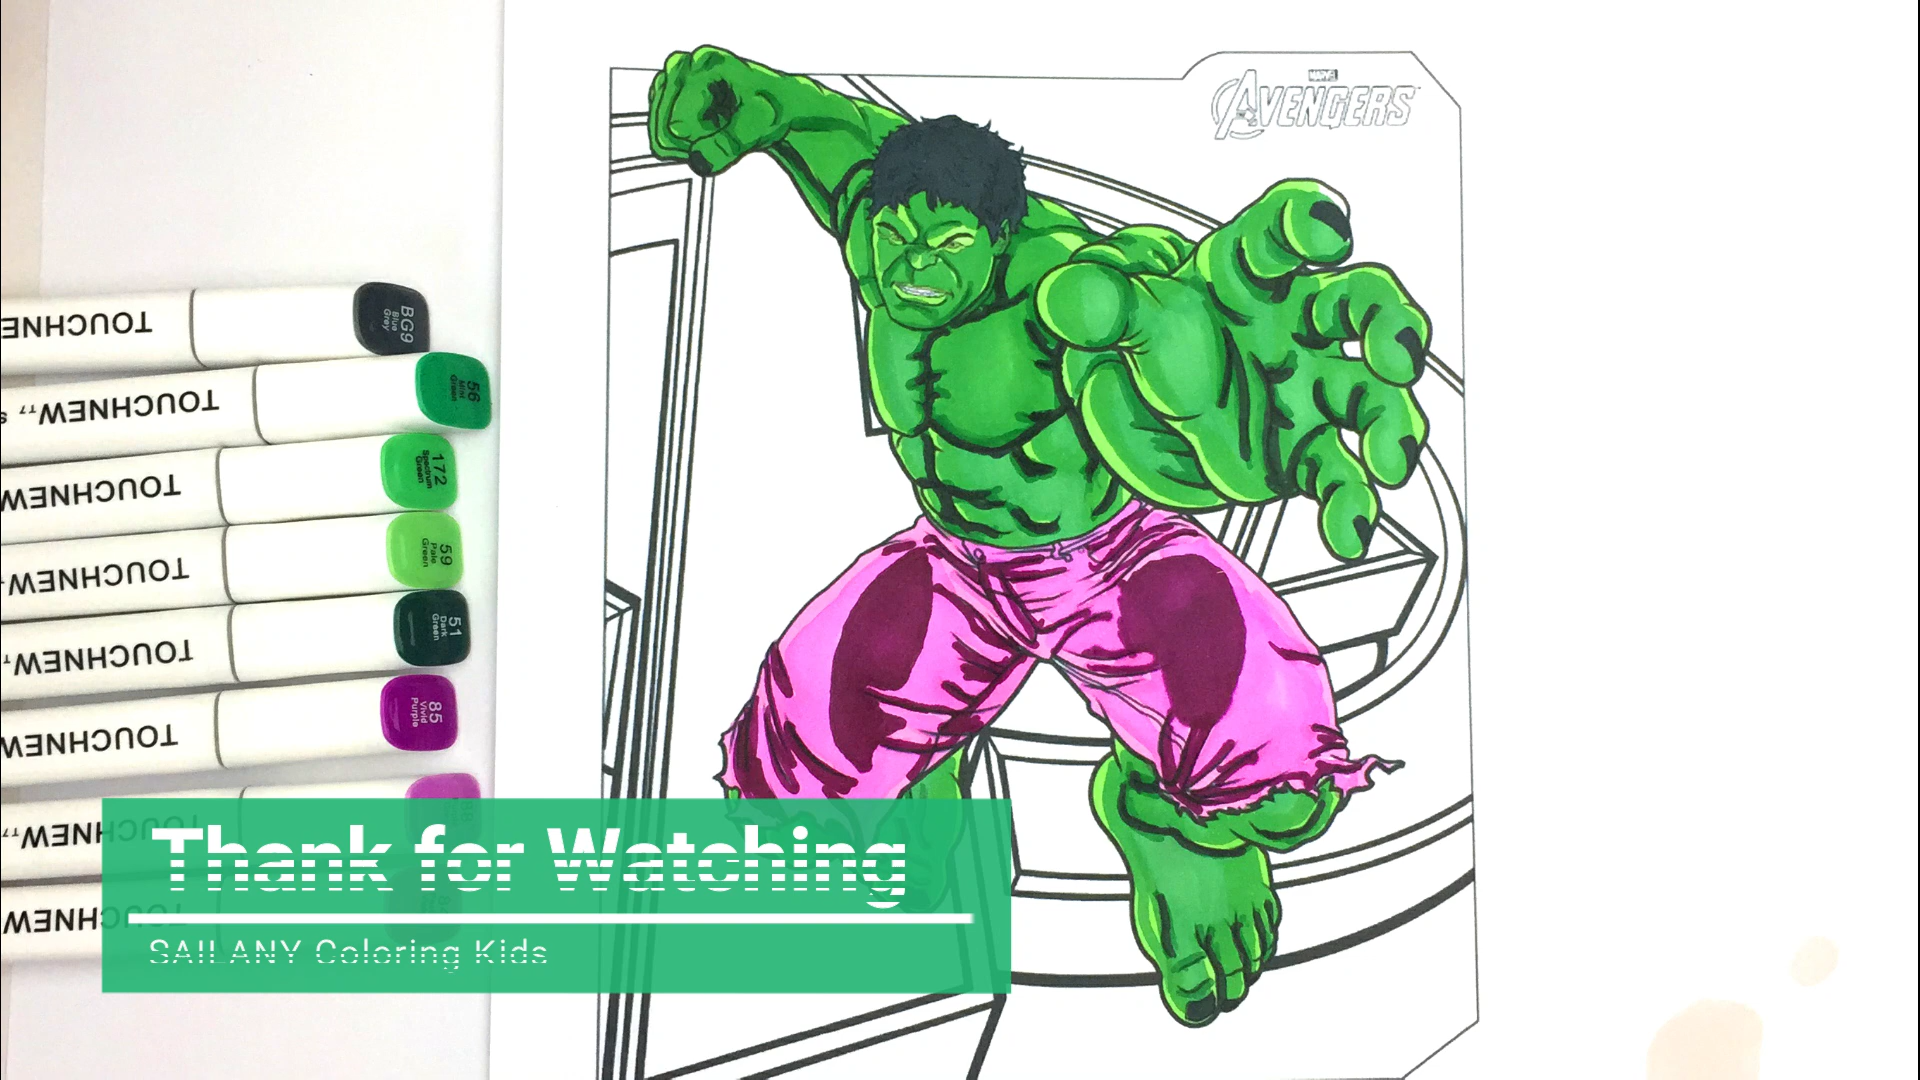 MARVEL
AVENGERS
TOUCHNE
BG9
Blue
Grey
TOUCHNEW
56
Mint
Green
TOUCHNEW
172
Spectrum
Green
TOUCHNEW
59
Pale
Green
TOUCHNEW
51
Dark
Green
TOUCHNEW
85
Vivid
Purple
TOUCHNEW
TOUCHNEW
Thank for Watching
SAILANY Coloring Kids